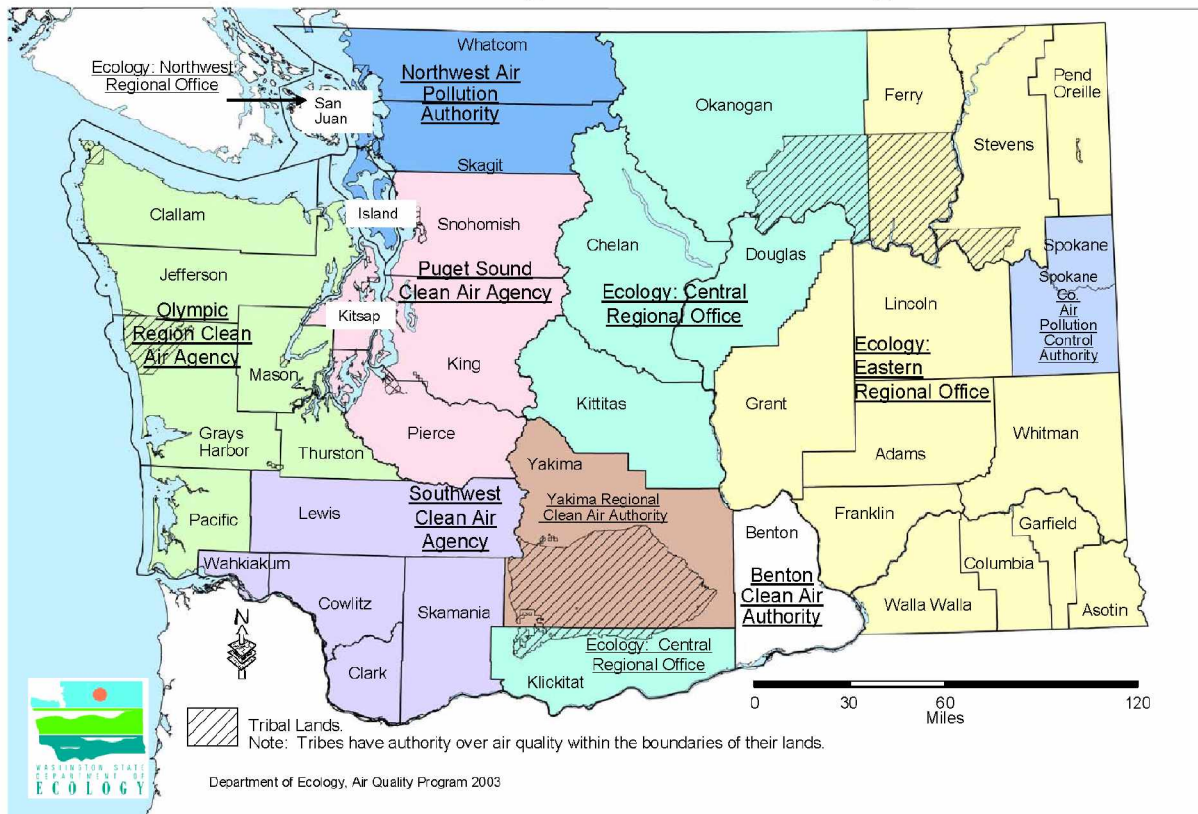 Ecology: Northwest
Regional Office
San
Juan
Whatcom
Northwest Air
Pollution
Authority
Skagit
Island
Okanogan
Ferry
Stevens
Pend
Oreille
Clallam
Jefferson
Olympic
Region Clean
Air Agency
Mason
Grays
Harbor
Thurston
Pacific
Snohomish
Puget Sound
Clean Air Agency
Kitsap
King
Pierce
Chelan
Douglas
Ecology: Central
Regional Office
Kittitas
Lincoln
Ecology:
Eastern
Regional Office
Grant
Adams
Whitman
Spokane
Spokane
Co.
Air
Pollution
Control
Authority
Lewis
Southwest
Clean Air
Agency
Wahkiakum
Cowlitz
Skamania
Clark
Yakima
Yakima Regional
Clean Air Authority
Ecology: Central
Regional Office
Klickitat
Benton
Benton
Clean Air
Authority
Franklin
Walla Walla
Columbia
Garfield
Asotin
N
0 30 60 120
Miles
Tribal Lands.
Note: Tribes have authority over air quality within the boundaries of their lands.
WASHINGTON STATE
DEPARTMENT OF
ECOLOGY
Department of Ecology, Air Quality Program 2003